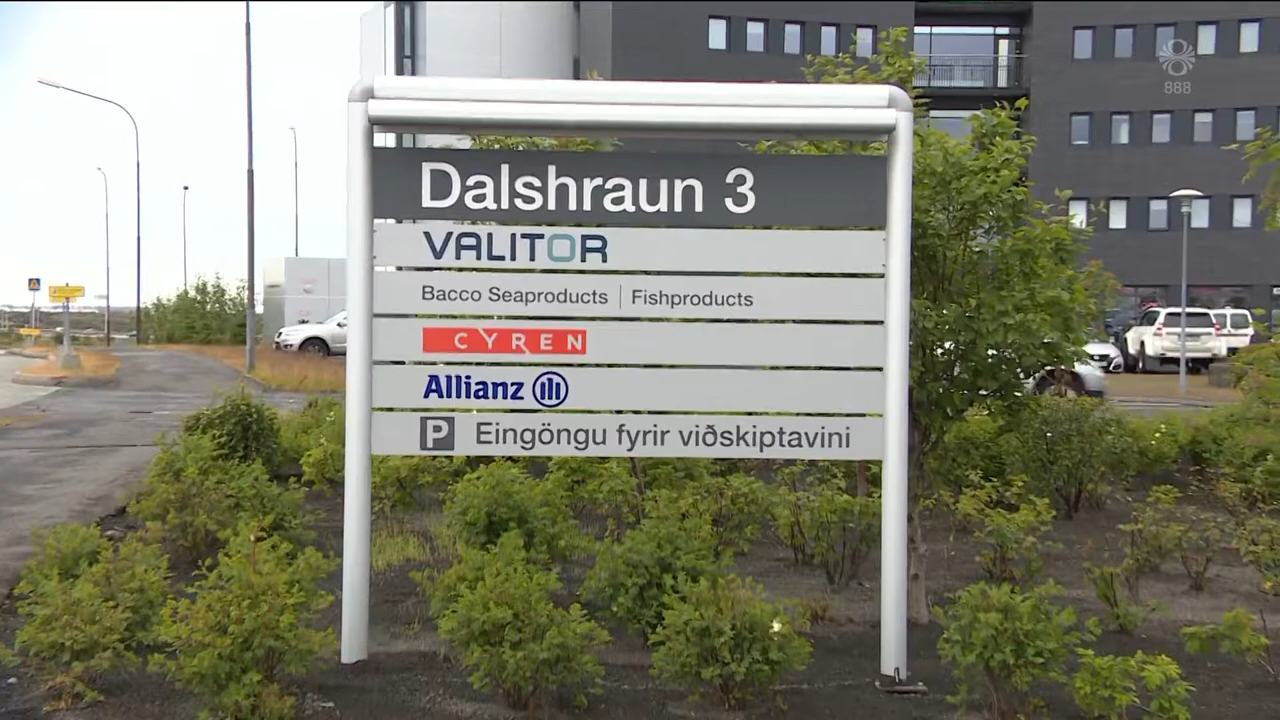 888
Dalshraun 3
VALITOR
Bacco Seaproducts | Fishproducts
CYREN
Allianz
P Eingöngu fyrir viðskiptavini